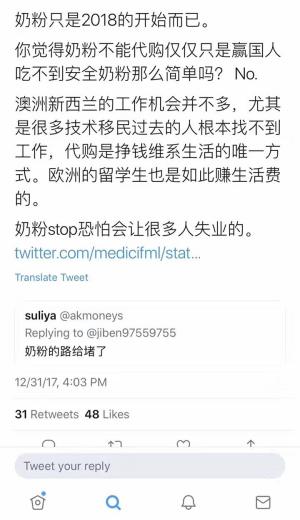 奶粉只是2018的开始而已。
你觉得奶粉不能代购仅仅只是赢国人
吃不到安全奶粉那么简单吗? No.
澳洲新西兰的工作机会并不多，尤其
是很多技术移民过去的人根本找不到
工作，代购是挣钱维系生活的唯一方
式。欧洲的留学生也是如此赚生活费
的。
奶粉stop恐怕会让很多人失业的。
twitter.com/medicifml/stat...
Translate Tweet
suliya @akmoneys
Replying to @jiben97559755
奶粉的路给堵了
12/31/17, 4:03 PM
31 Retweets 48 Likes
Tweet your reply